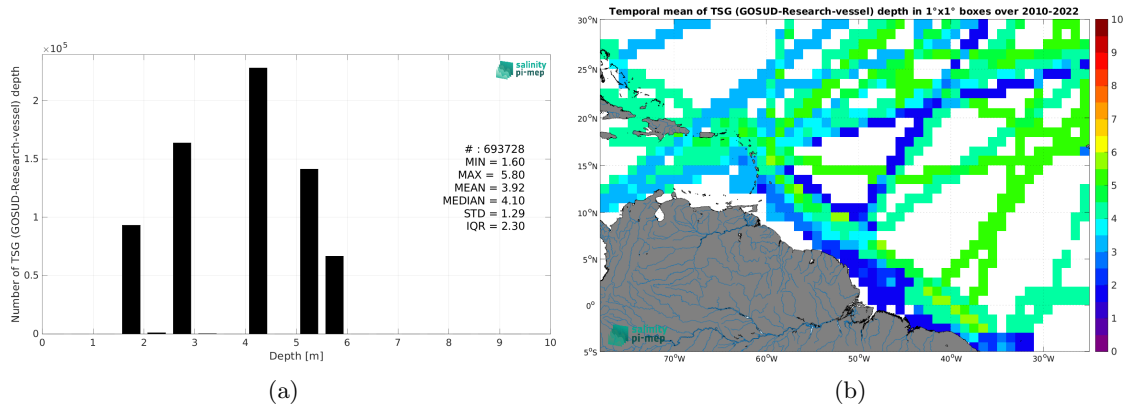 ×10⁵
Number of TSG (GOSUD-Research-vessel) depth
2
1.5
1
0.5
0
0 1 2 3 4 5 6 7 8 9 10
Depth [m]
salinity
pi-mep
# : 693728
MIN = 1.60
MAX = 5.80
MEAN = 3.92
MEDIAN = 4.10
STD = 1.29
IQR = 2.30
(a)
Temporal mean of TSG (GOSUD-Research-vessel) depth in 1°x1° boxes over 2010-2022
30°N
25°N
20°N
15°N
10°N
5°N
0°
5°S
70°W 60°W 50°W 40°W 30°W
salinity
pi-mep
10
9
8
7
6
5
4
3
2
1
0
(b)